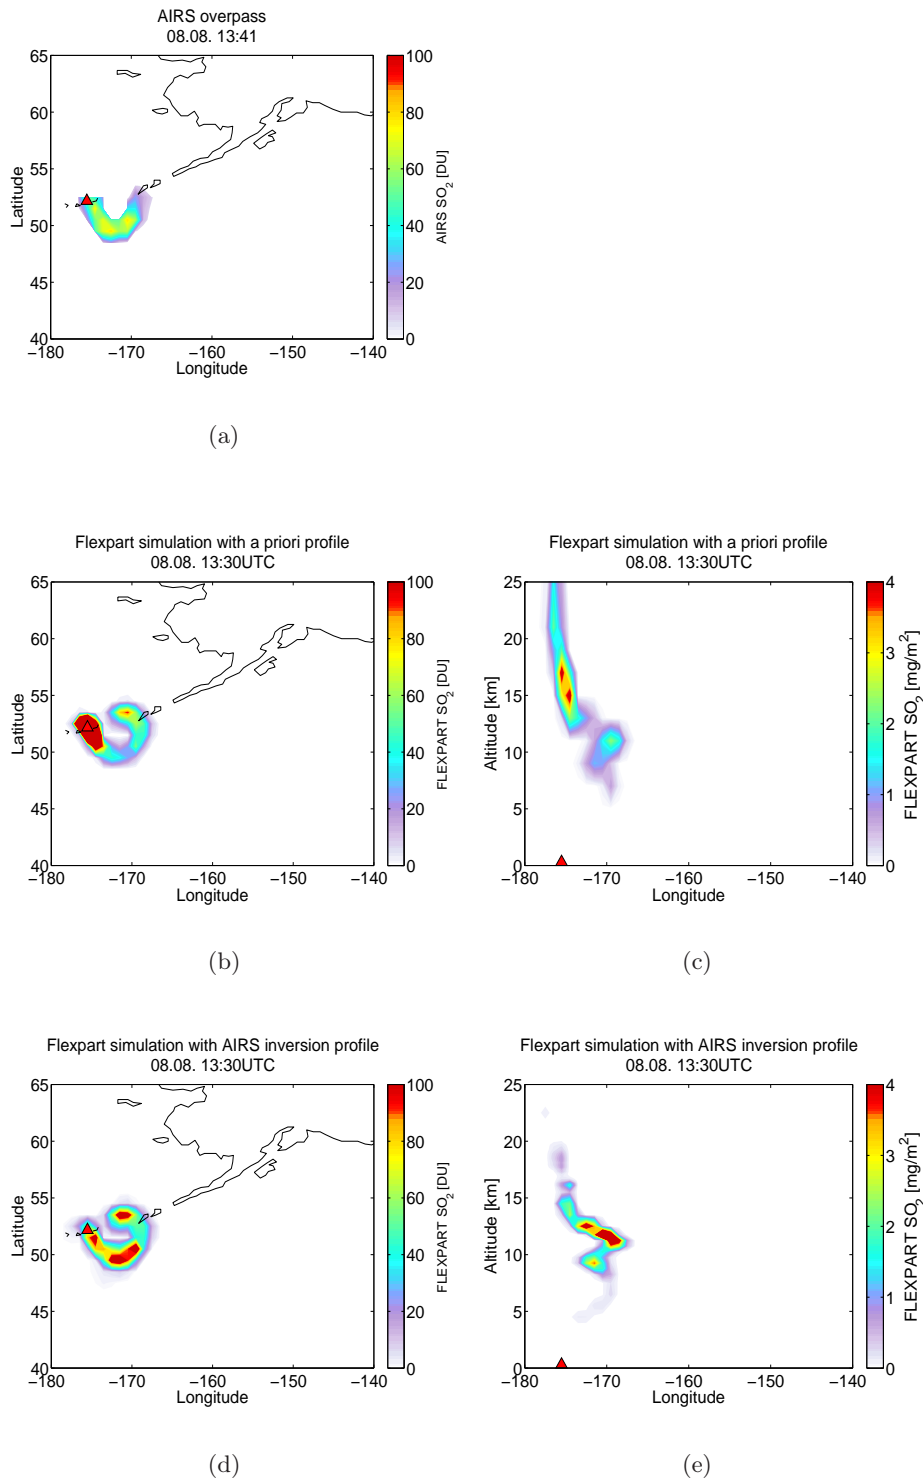 AIRS overpass
08.08. 13:41
65
60
55
50
45
40
Latitude
−180
−170
−160
−150
−140
Longitude
100
80
60
40
20
0
AIRS SO2 [DU]
(a)
Flexpart simulation with a priori profile
08.08. 13:30UTC
65
60
55
50
45
40
Latitude
−180
−170
−160
−150
−140
Longitude
100
80
60
40
20
0
FLEXPART SO2 [DU]
(b)
Flexpart simulation with a priori profile
08.08. 13:30UTC
25
20
15
10
5
0
Altitude [km]
−180
−170
−160
−150
−140
Longitude
4
3
2
1
0
FLEXPART SO2 [mg/m2]
(c)
Flexpart simulation with AIRS inversion profile
08.08. 13:30UTC
65
60
55
50
45
40
Latitude
−180
−170
−160
−150
−140
Longitude
100
80
60
40
20
0
FLEXPART SO2 [DU]
(d)
Flexpart simulation with AIRS inversion profile
08.08. 13:30UTC
25
20
15
10
5
0
Altitude [km]
−180
−170
−160
−150
−140
Longitude
4
3
2
1
0
FLEXPART SO2 [mg/m2]
(e)